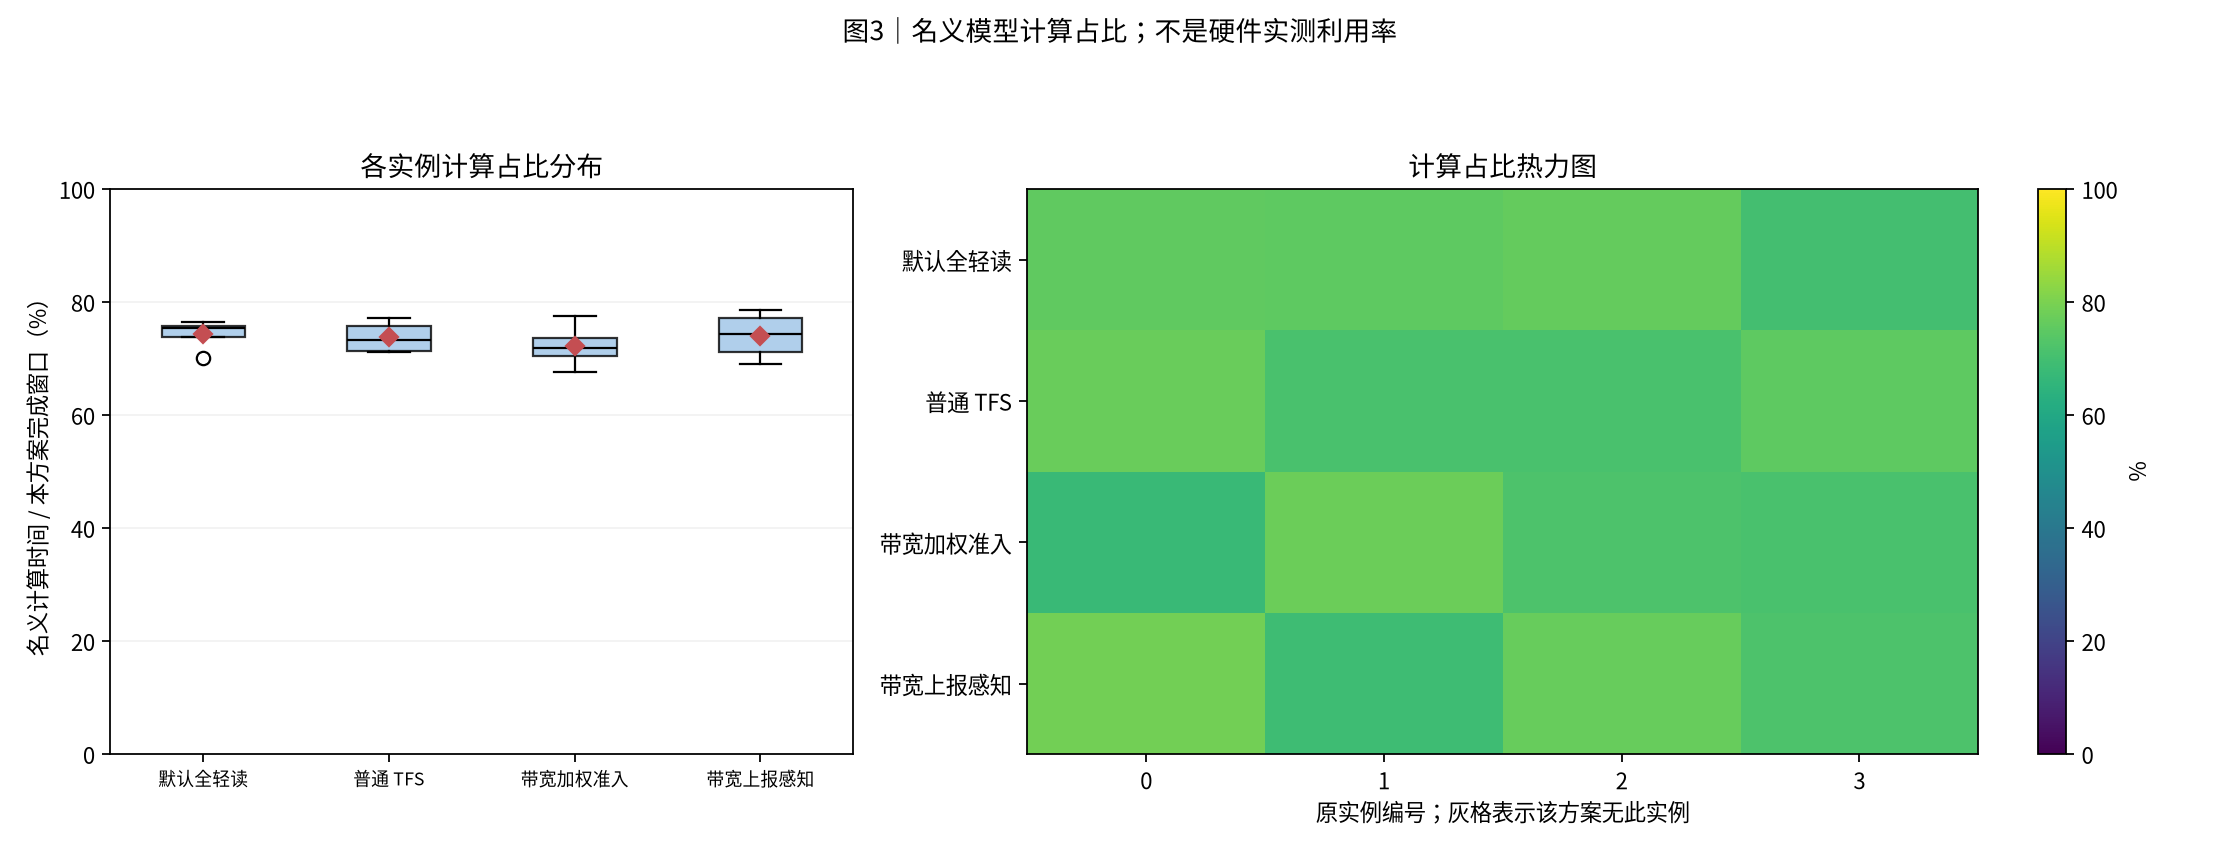 图3｜名义模型计算占比；不是硬件实测利用率
各实例计算占比分布
名义计算时间 / 本方案完成窗口（%）
100
80
60
40
20
0
默认全轻读
普通 TFS
带宽加权准入
带宽上报感知
计算占比热力图
默认全轻读
普通 TFS
带宽加权准入
带宽上报感知
0
1
2
3
原实例编号；灰格表示该方案无此实例
100
80
60
40
20
0
%